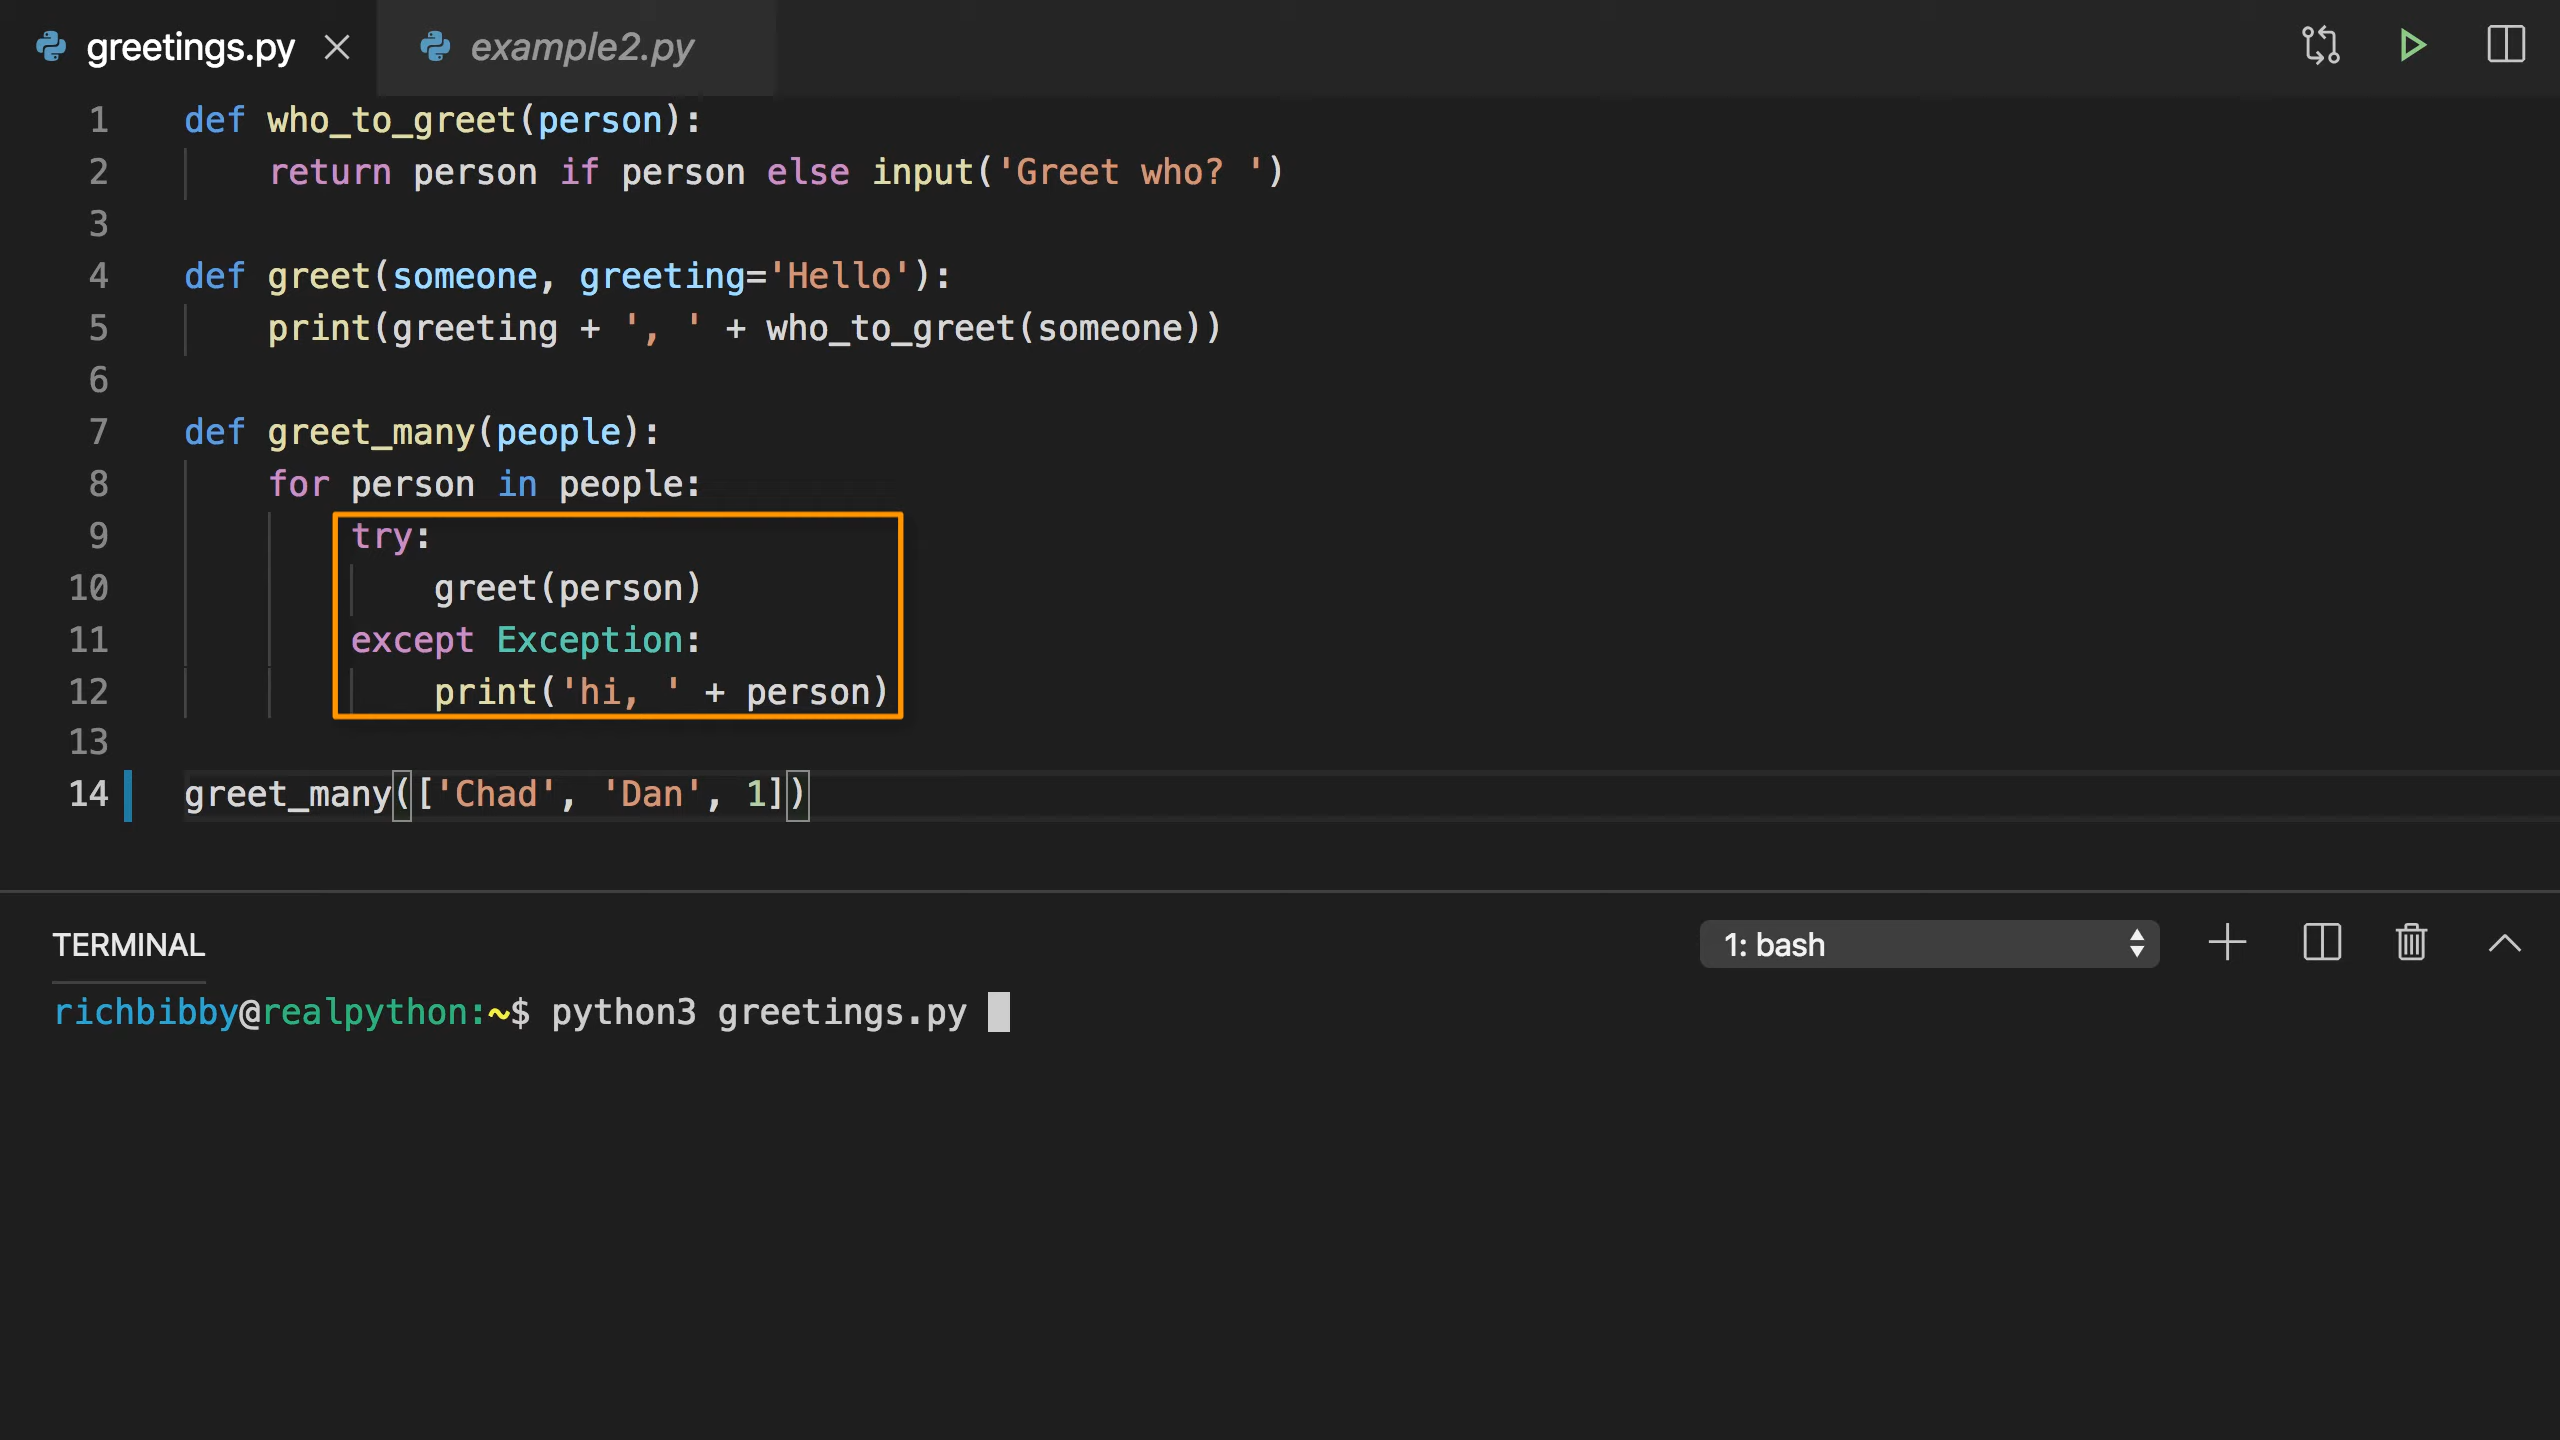 greetings.py example2.py
1 def who_to_greet(person):
2     return person if person else input('Greet who? ')
3
4 def greet(someone, greeting='Hello'):
5     print(greeting + ', ' + who_to_greet(someone))
6
7 def greet_many(people):
8     for person in people:
9         try:
10             greet(person)
11         except Exception:
12             print('hi, ' + person)
13
14 greet_many(['Chad', 'Dan', 1])
TERMINAL 1: bash
richbibby@realpython:~$ python3 greetings.py